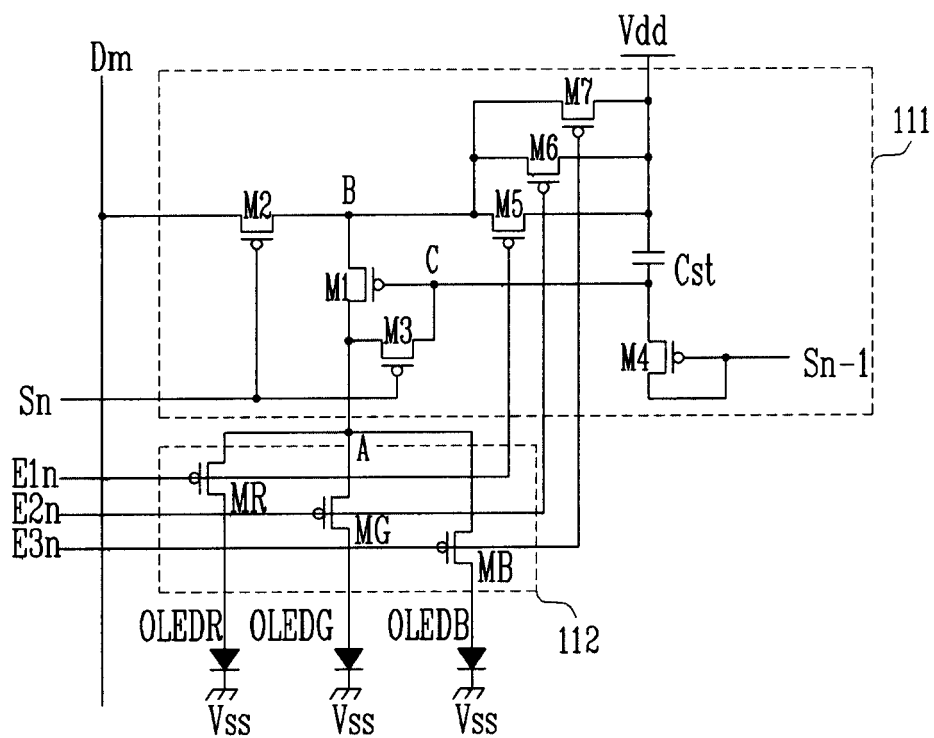 Vdd
Dm
M7
111
M6
B
M2
M5
C
Cst
M1
M3
M4
Sn-1
Sn
A
E1n
MR
E2n
MG
E3n
MB
OLEDR
OLEDG
OLEDB
112
Vss
Vss
Vss